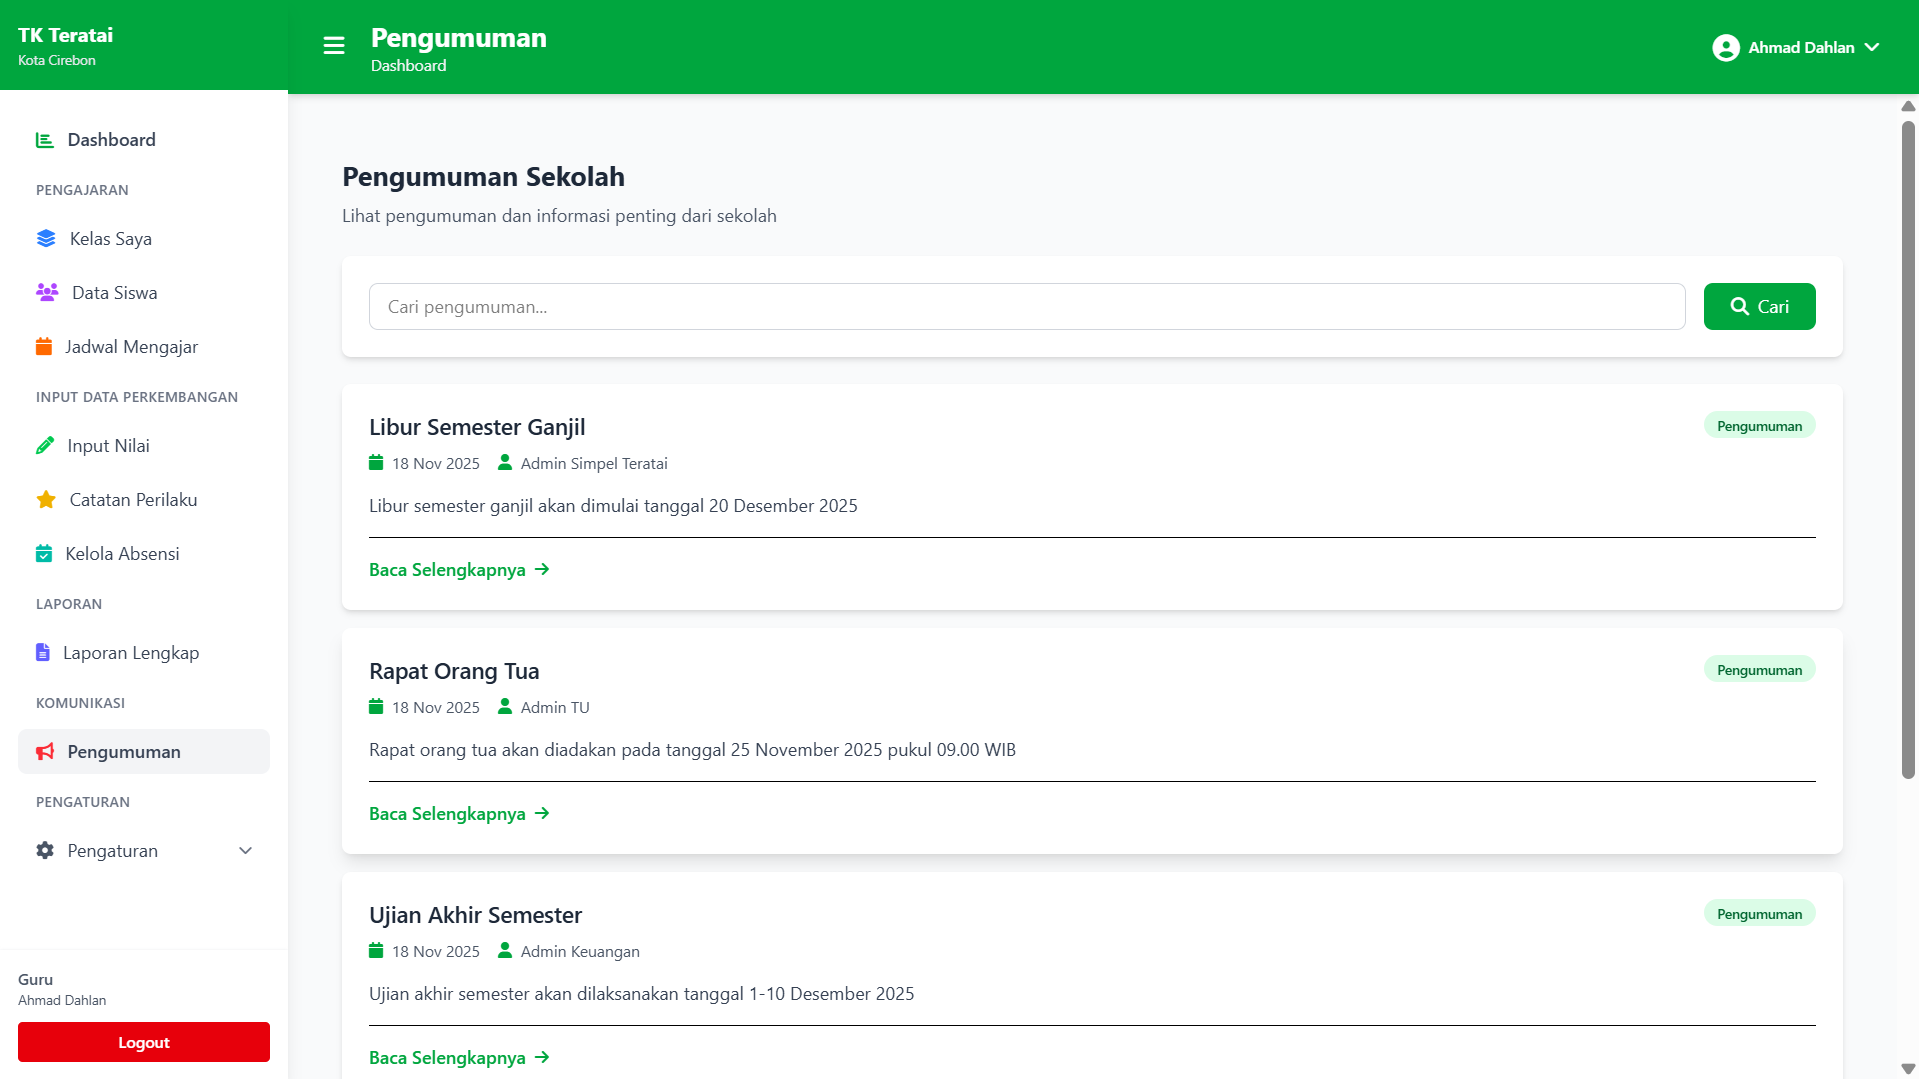 TK Teratai
Kota Cirebon
Dashboard
PENGAJARAN
Kelas Saya
Data Siswa
Jadwal Mengajar
INPUT DATA PERKEMBANGAN
Input Nilai
Catatan Perilaku
Kelola Absensi
LAPORAN
Laporan Lengkap
KOMUNIKASI
Pengumuman
PENGATURAN
Pengaturan
Guru
Ahmad Dahlan
Logout
Pengumuman
Dashboard
Ahmad Dahlan
Pengumuman Sekolah
Lihat pengumuman dan informasi penting dari sekolah
Cari pengumuman...
Cari
Libur Semester Ganjil
Pengumuman
18 Nov 2025 Admin Simpel Teratai
Libur semester ganjil akan dimulai tanggal 20 Desember 2025
Baca Selengkapnya
Rapat Orang Tua
Pengumuman
18 Nov 2025 Admin TU
Rapat orang tua akan diadakan pada tanggal 25 November 2025 pukul 09.00 WIB
Baca Selengkapnya
Ujian Akhir Semester
Pengumuman
18 Nov 2025 Admin Keuangan
Ujian akhir semester akan dilaksanakan tanggal 1-10 Desember 2025
Baca Selengkapnya